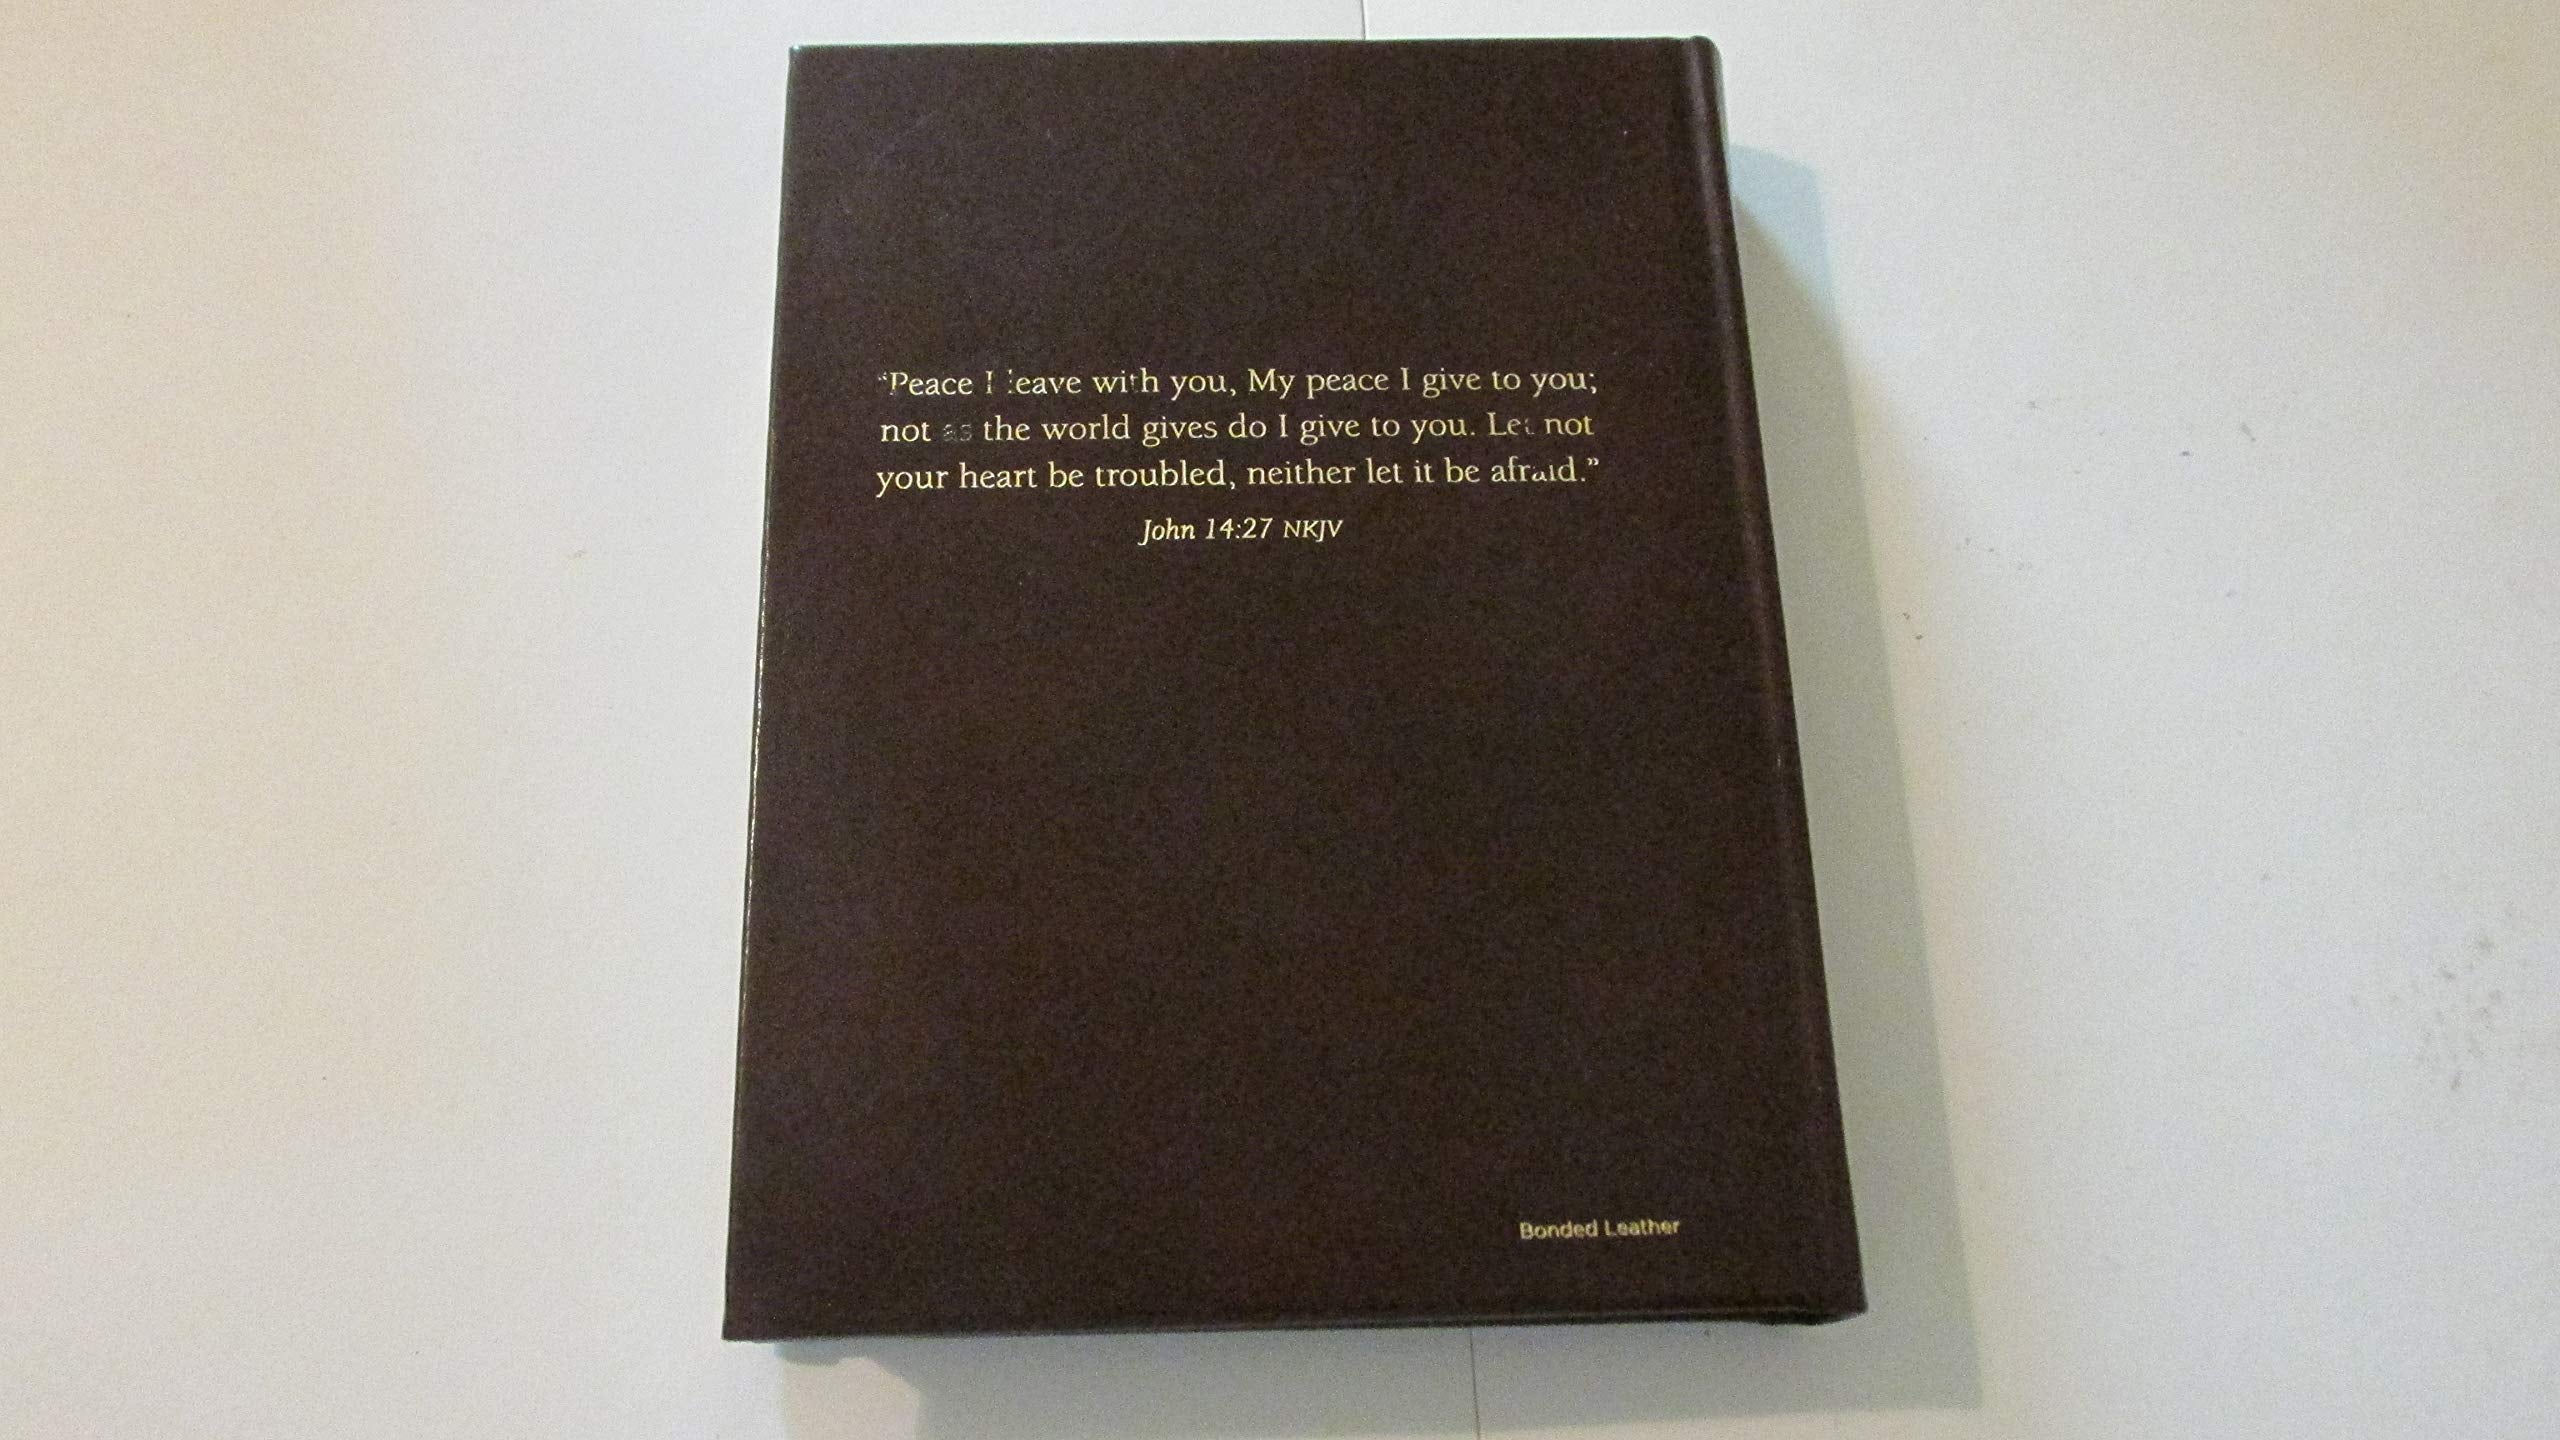 “Peace I leave with you, My peace I give to you;
not as the world gives do I give to you. Let not
your heart be troubled, neither let it be afraid.”
John 14:27 NKJV
Bonded Leather